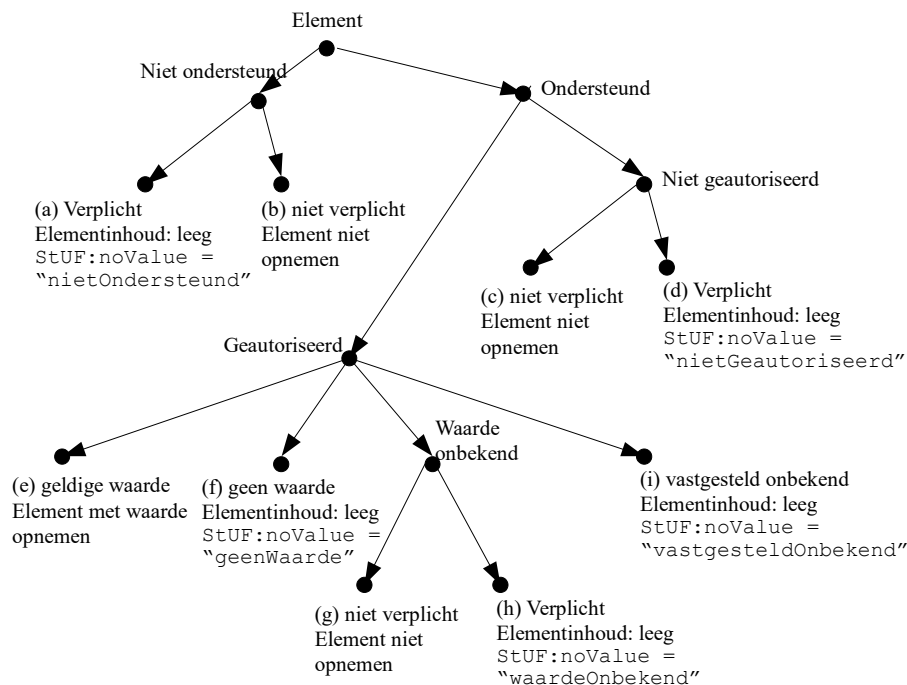 Element
Niet ondersteund
Ondersteund
Niet geautoriseerd
(a) Verplicht
Elementinhoud: leeg
StUF:noValue =
“nietOndersteund”
(b) niet verplicht
Element niet
opnemen
(c) niet verplicht
Element niet
opnemen
(d) Verplicht
Elementinhoud: leeg
StUF:noValue =
“nietGeautoriseerd”
Geautoriseerd
Waarde
onbekend
(e) geldige waarde
Element met waarde
opnemen
(f) geen waarde
Elementinhoud: leeg
StUF:noValue =
“geenWaarde”
(i) vastgesteld onbekend
Elementinhoud: leeg
StUF:noValue =
“vastgesteldOnbekend”
(g) niet verplicht
Element niet
opnemen
(h) Verplicht
Elementinhoud: leeg
StUF:noValue =
“waardeOnbekend”